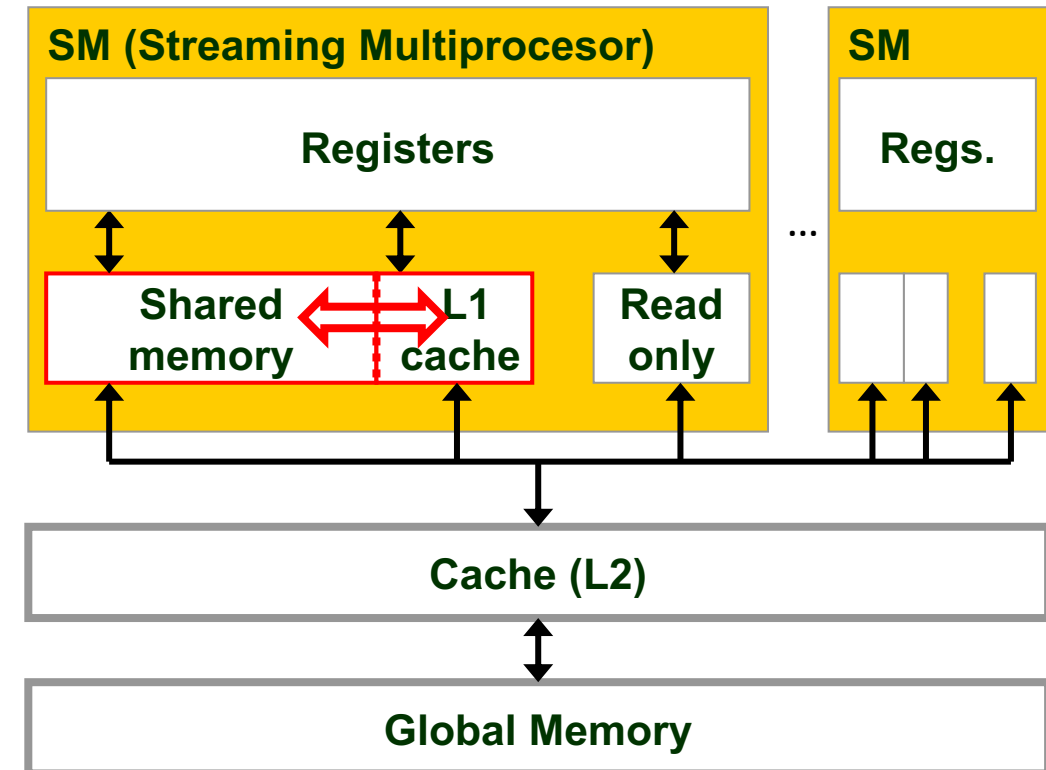 SM (Streaming Multiprocesor)
SM
Registers
Regs.
...
Shared
memory
L1
cache
Read
only
Cache (L2)
Global Memory